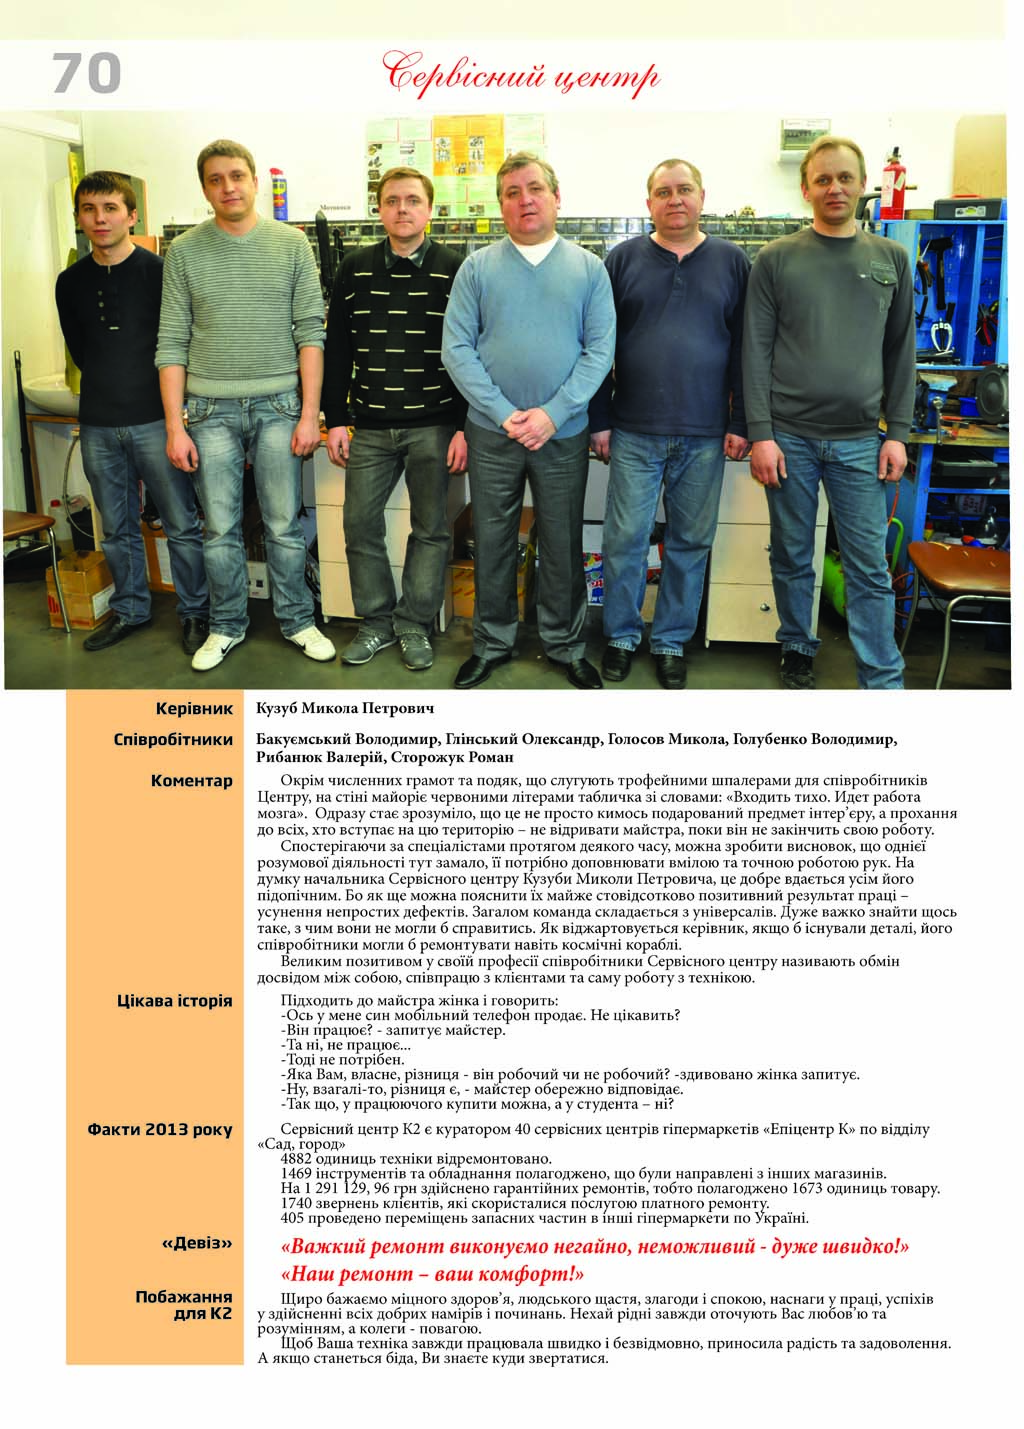 70
Сервісний центр
Мотокоси
Керівник
Кузуб Микола Петрович
Співробітники
Бакуємський Володимир, Глінський Олександр, Голосов Микола, Голубенко Володимир,
Рибанюк Валерій, Сторожук Роман
Коментар
Окрім численних грамот та подяк, що слугують трофейними шпалерами для співробітників
Центру, на стіні майоріє червоними літерами табличка зі словами: «Входить тихо. Идет работа
мозга».  Одразу стає зрозуміло, що це не просто кимось подарований предмет інтер’єру, а прохання
до всіх, хто вступає на цю територію – не відривати майстра, поки він не закінчить свою роботу.
Спостерігаючи за спеціалістами протягом деякого часу, можна зробити висновок, що однієї
розумової діяльності тут замало, її потрібно доповнювати вмілою та точною роботою рук. На
думку начальника Сервісного центру Кузуби Миколи Петровича, це добре вдається усім його
підопічним. Бо як ще можна пояснити їх майже стовідсотково позитивний результат праці –
усунення непростих дефектів. Загалом команда складається з універсалів. Дуже важко знайти щось
таке, з чим вони не могли б справитись. Як віджартовується керівник, якщо б існували деталі, його
співробітники могли б ремонтувати навіть космічні кораблі.
Великим позитивом у своїй професії співробітники Сервісного центру називають обмін
досвідом між собою, співпрацю з клієнтами та саму роботу з технікою.
Цікава історія
Підходить до майстра жінка і говорить:
-Ось у мене син мобільний телефон продає. Не цікавить?
-Він працює? - запитує майстер.
-Та ні, не працює...
-Тоді не потрібен.
-Яка Вам, власне, різниця - він робочий чи не робочий? -здивовано жінка запитує.
-Ну, взагалі-то, різниця є, - майстер обережно відповідає.
-Так що, у працюючого купити можна, а у студента – ні?
Факти 2013 року
Сервісний центр К2 є куратором 40 сервісних центрів гіпермаркетів «Епіцентр К» по відділу
«Сад, город»
4882 одиниць техніки відремонтовано.
1469 інструментів та обладнання полагоджено, що були направлені з інших магазинів.
На 1 291 129, 96 грн здійснено гарантійних ремонтів, тобто полагоджено 1673 одиниць товару.
1740 звернень клієнтів, які скористалися послугою платного ремонту.
405 проведено переміщень запасних частин в інші гіпермаркети по Україні.
«Девіз»
«Важкий ремонт виконуємо негайно, неможливий - дуже швидко!»
«Наш ремонт – ваш комфорт!»
Побажання
для К2
Щиро бажаємо міцного здоров’я, людського щастя, злагоди і спокою, наснаги у праці, успіхів
у здійсненні всіх добрих намірів і починань. Нехай рідні завжди оточують Вас любов’ю та
розумінням, а колеги - повагою.
Щоб Ваша техніка завжди працювала швидко і безвідмовно, приносила радість та задоволення.
А якщо станеться біда, Ви знаєте куди звертатися.